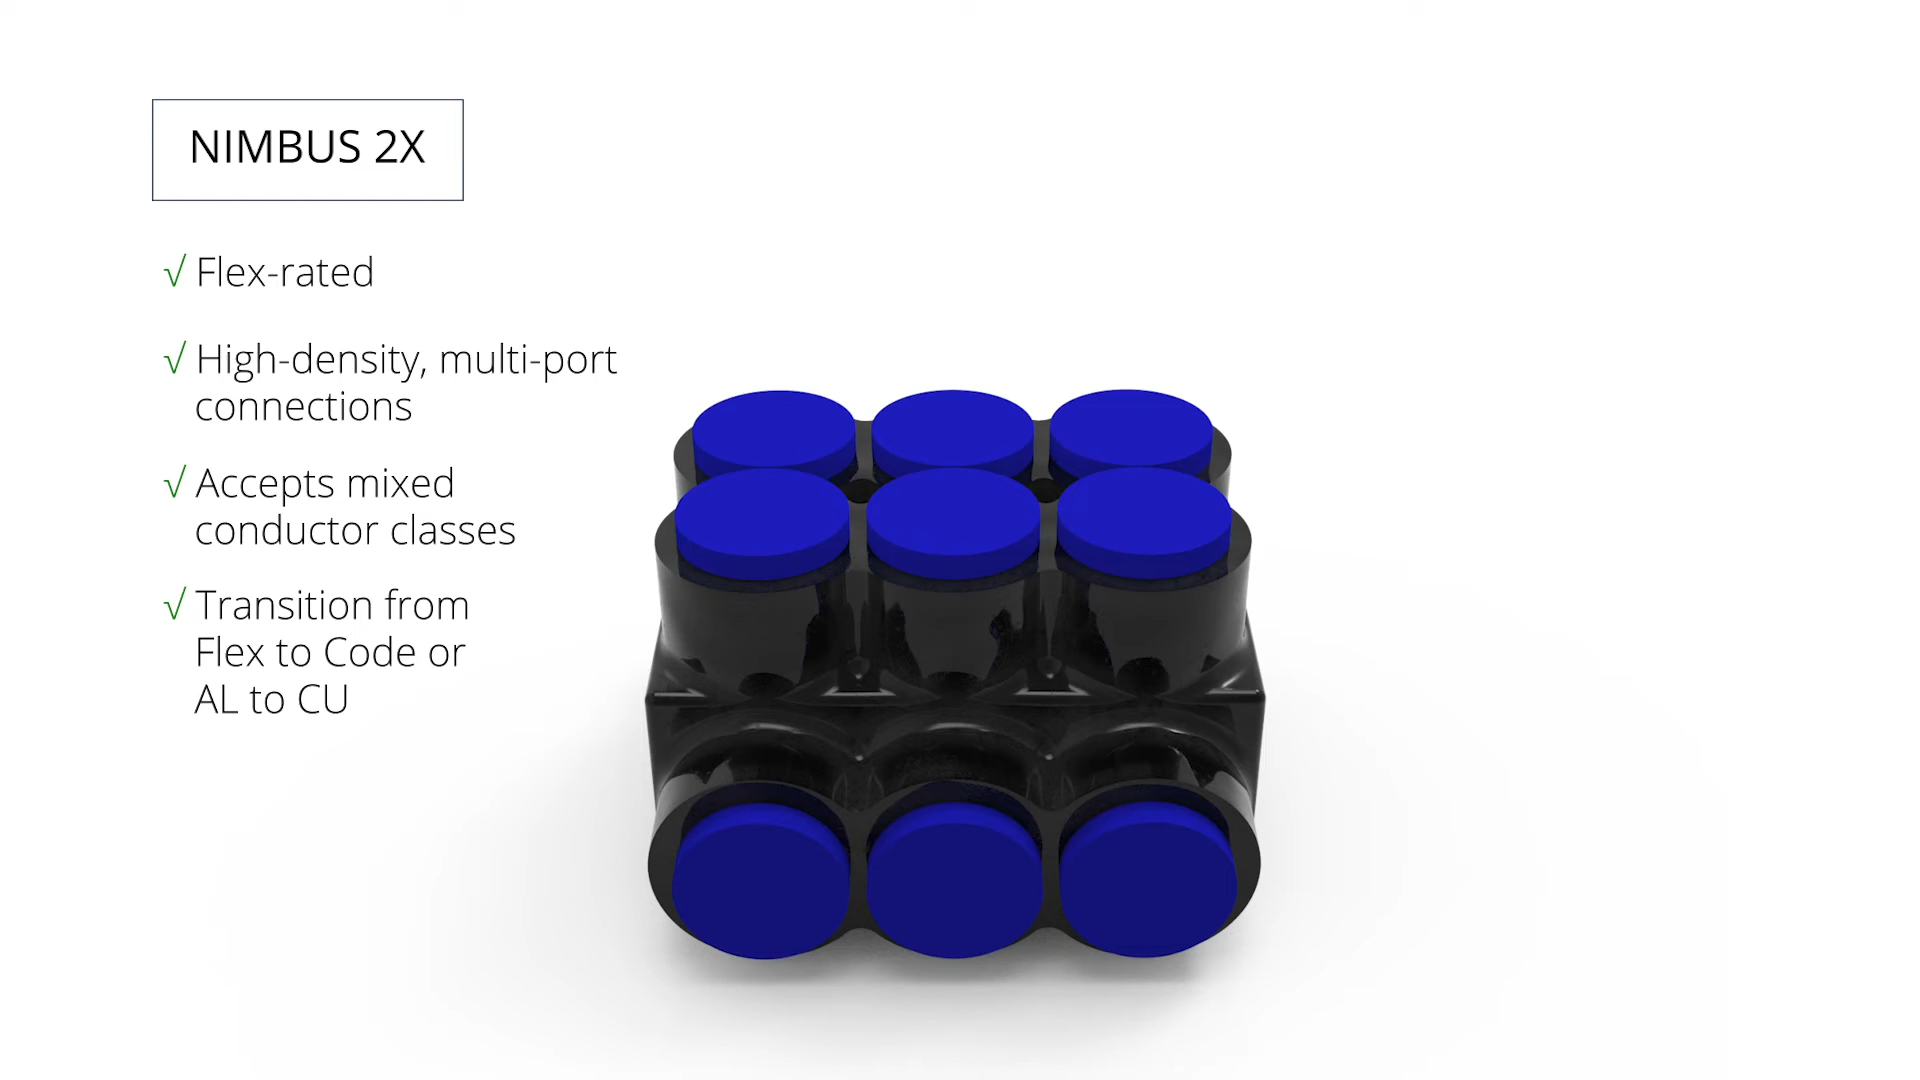 NIMBUS 2X
√ Flex-rated
√ High-density, multi-port
connections
√ Accepts mixed
conductor classes
√ Transition from
Flex to Code or
AL to CU